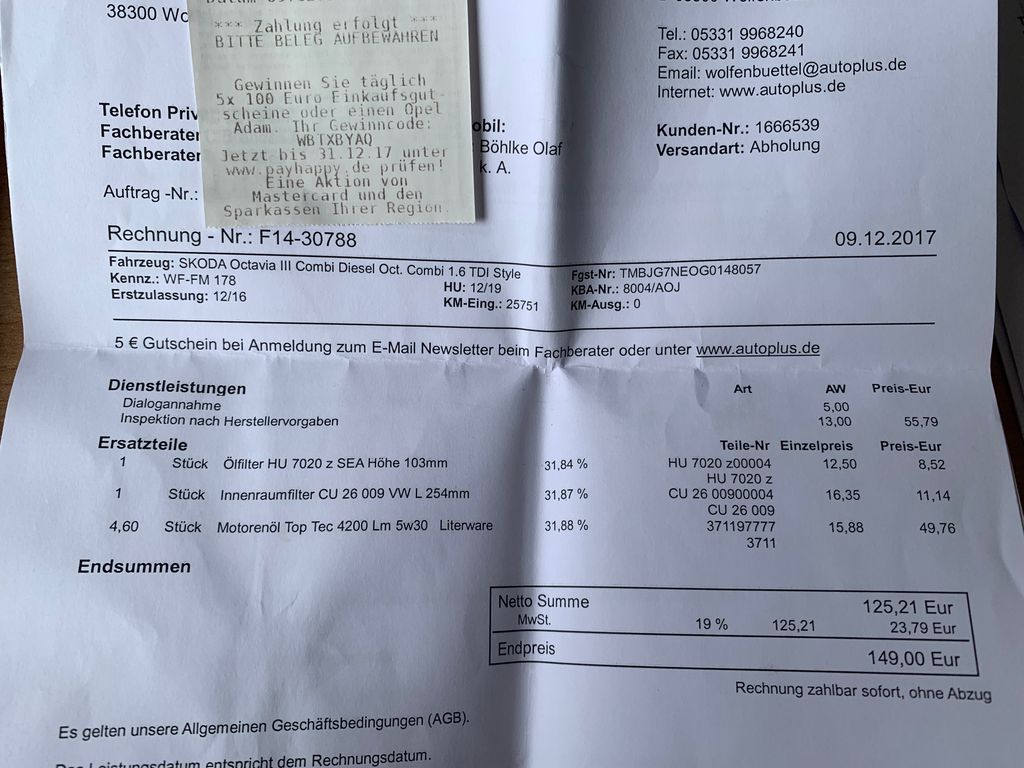 38300 Wo
*** Zahlung erfolgt ***
BITTE BELEG AUFBEWAHREN
Gewinnen Sie täglich
5x 100 Euro Einkaufsgut-
scheine oder einen Opel
Adam. Ihr Gewinncode:
WBTXBYAQ
Jetzt bis 31.12.17 unter
www.payhappy.de prüfen!
Eine Aktion von
Mastercard und den
Sparkassen Ihrer Region.
Tel.: 05331 9968240
Fax: 05331 9968241
Email: wolfenbuettel@autoplus.de
Internet: www.autoplus.de
Telefon Priv
Fachberater
obil:
Kunden-Nr.: 1666539
Fachberater
Böhlke Olaf
Versandart: Abholung
k. A.
Auftrag -Nr.:
Rechnung - Nr.: F14-30788 09.12.2017
Fahrzeug: SKODA Octavia III Combi Diesel Oct. Combi 1.6 TDI Style Fgst-Nr: TMBJG7NEOG0148057
Kennz.: WF-FM 178 HU: 12/19 KBA-Nr.: 8004/AOJ
Erstzulassung: 12/16 KM-Eing.: 25751 KM-Ausg.: 0
5 € Gutschein bei Anmeldung zum E-Mail Newsletter beim Fachberater oder unter www.autoplus.de
Dienstleistungen Art AW Preis-Eur
Dialogannahme 5,00
Inspektion nach Herstellervorgaben 13,00 55,79
Ersatzteile Teile-Nr Einzelpreis Preis-Eur
1 Stück Ölfilter HU 7020 z SEA Höhe 103mm 31,84 % HU 7020 z00004 12,50 8,52
HU 7020 z
1 Stück Innenraumfilter CU 26 009 VW L 254mm 31,87 % CU 26 00900004 16,35 11,14
CU 26 009
4,60 Stück Motorenöl Top Tec 4200 Lm 5w30 Literware 31,88 % 371197777 15,88 49,76
3711
Endsummen
Netto Summe 125,21 Eur
MwSt. 19 % 125,21 23,79 Eur
Endpreis 149,00 Eur
Rechnung zahlbar sofort, ohne Abzug
Es gelten unsere Allgemeinen Geschäftsbedingungen (AGB).
Das Leistungsdatum entspricht dem Rechnungsdatum.